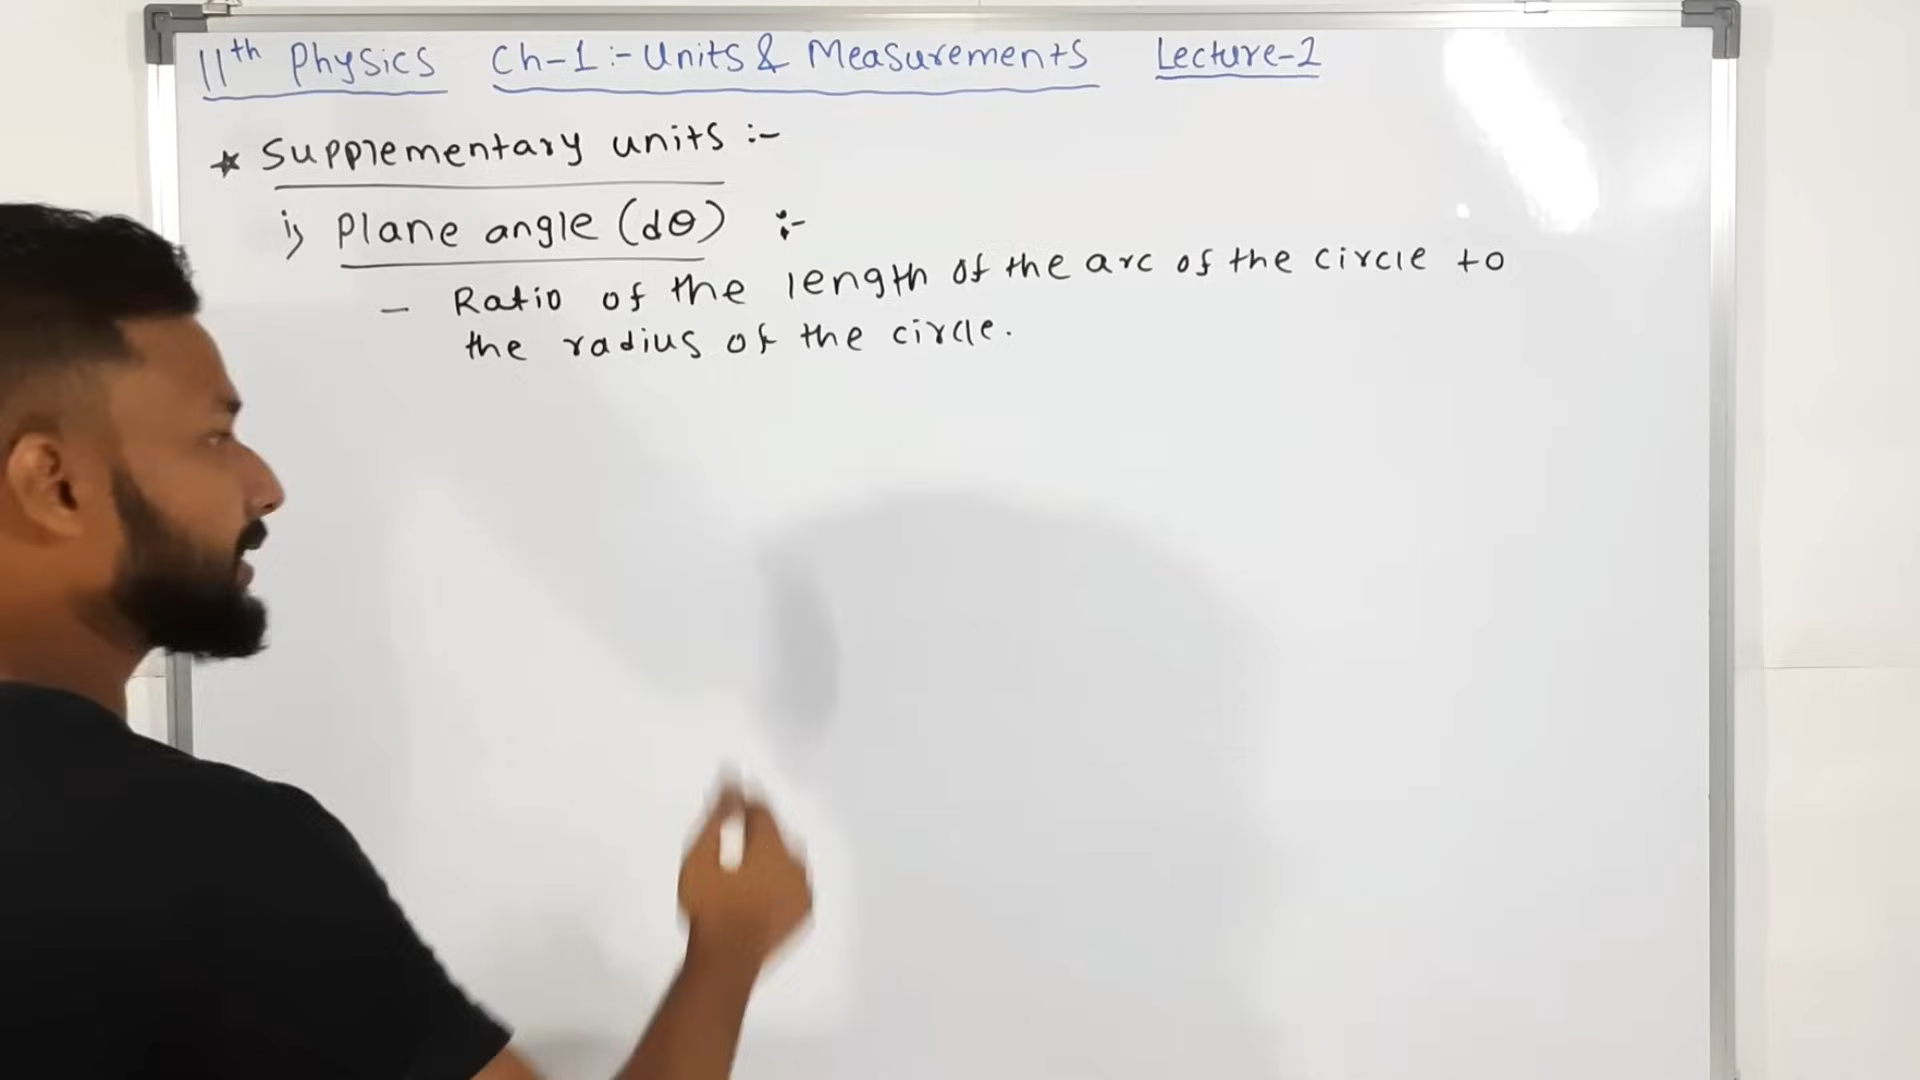 11th Physics Ch-1:- Units & Measurements Lecture-2
* Supplementary units :-
i) Plane angle (dθ) :-
- Ratio of the length of the arc of the circle to
the radius of the circle.